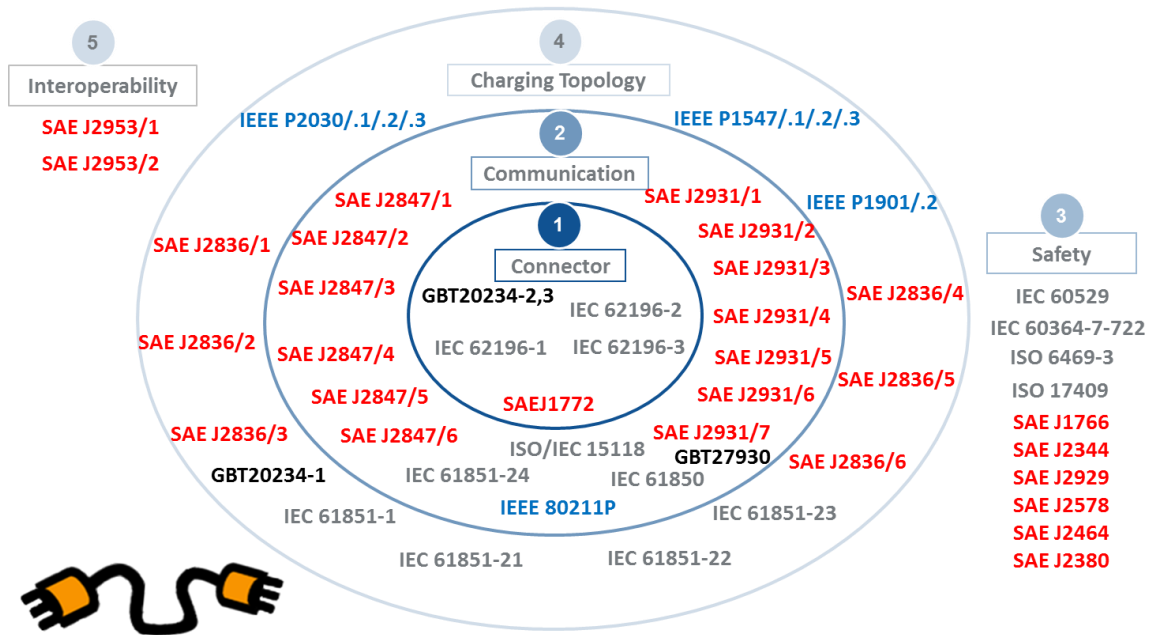 5
Interoperability
SAE J2953/1
SAE J2953/2
4
Charging Topology
IEEE P2030/.1/.2/.3
IEEE P1547/.1/.2/.3
IEEE P1901/.2
SAE J2836/1
SAE J2836/2
SAE J2836/3
SAE J2836/4
SAE J2836/5
SAE J2836/6
GBT20234-1
IEC 61851-1
IEC 61851-21
IEC 61851-22
IEC 61851-23
2
Communication
SAE J2847/1
SAE J2847/2
SAE J2847/3
SAE J2847/4
SAE J2847/5
SAE J2847/6
SAE J2931/1
SAE J2931/2
SAE J2931/3
SAE J2931/4
SAE J2931/5
SAE J2931/6
SAE J2931/7
GBT27930
ISO/IEC 15118
IEC 61851-24
IEC 61850
IEEE 80211P
1
Connector
GBT20234-2,3
IEC 62196-2
IEC 62196-1
IEC 62196-3
SAEJ1772
3
Safety
IEC 60529
IEC 60364-7-722
ISO 6469-3
ISO 17409
SAE J1766
SAE J2344
SAE J2929
SAE J2578
SAE J2464
SAE J2380